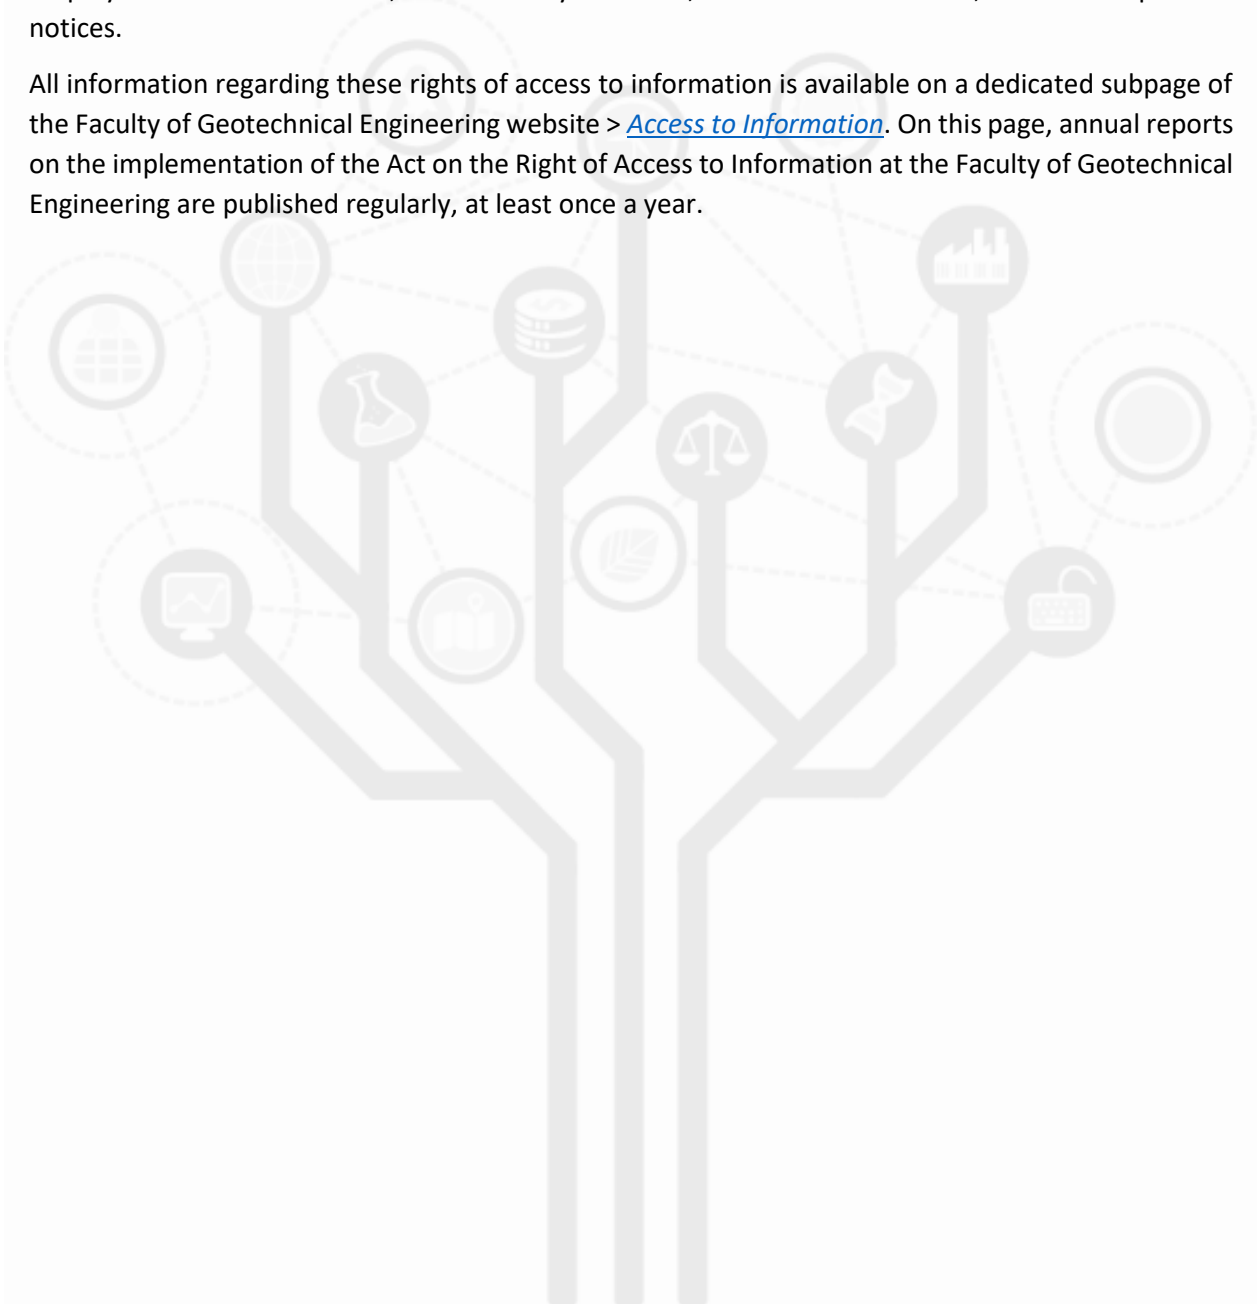 notices.
All information regarding these rights of access to information is available on a dedicated subpage of
the Faculty of Geotechnical Engineering website > Access to Information. On this page, annual reports
on the implementation of the Act on the Right of Access to Information at the Faculty of Geotechnical
Engineering are published regularly, at least once a year.